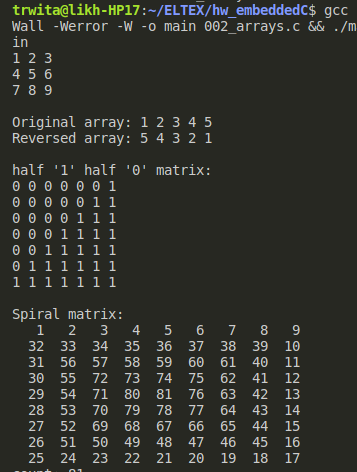 trwita@likh-HP17:~/ELTEX/hw_embeddedC$ gcc
Wall -Werror -W -o main 002_arrays.c && ./m
in
1 2 3
4 5 6
7 8 9
Original array: 1 2 3 4 5
Reversed array: 5 4 3 2 1
half '1' half '0' matrix:
0 0 0 0 0 0 1
0 0 0 0 0 1 1
0 0 0 0 1 1 1
0 0 0 1 1 1 1
0 0 1 1 1 1 1
0 1 1 1 1 1 1
1 1 1 1 1 1 1
Spiral matrix:
1 2 3 4 5 6 7 8 9
32 33 34 35 36 37 38 39 10
31 56 57 58 59 60 61 40 11
30 55 72 73 74 75 62 41 12
29 54 71 80 81 76 63 42 13
28 53 70 79 78 77 64 43 14
27 52 69 68 67 66 65 44 15
26 51 50 49 48 47 46 45 16
25 24 23 22 21 20 19 18 17